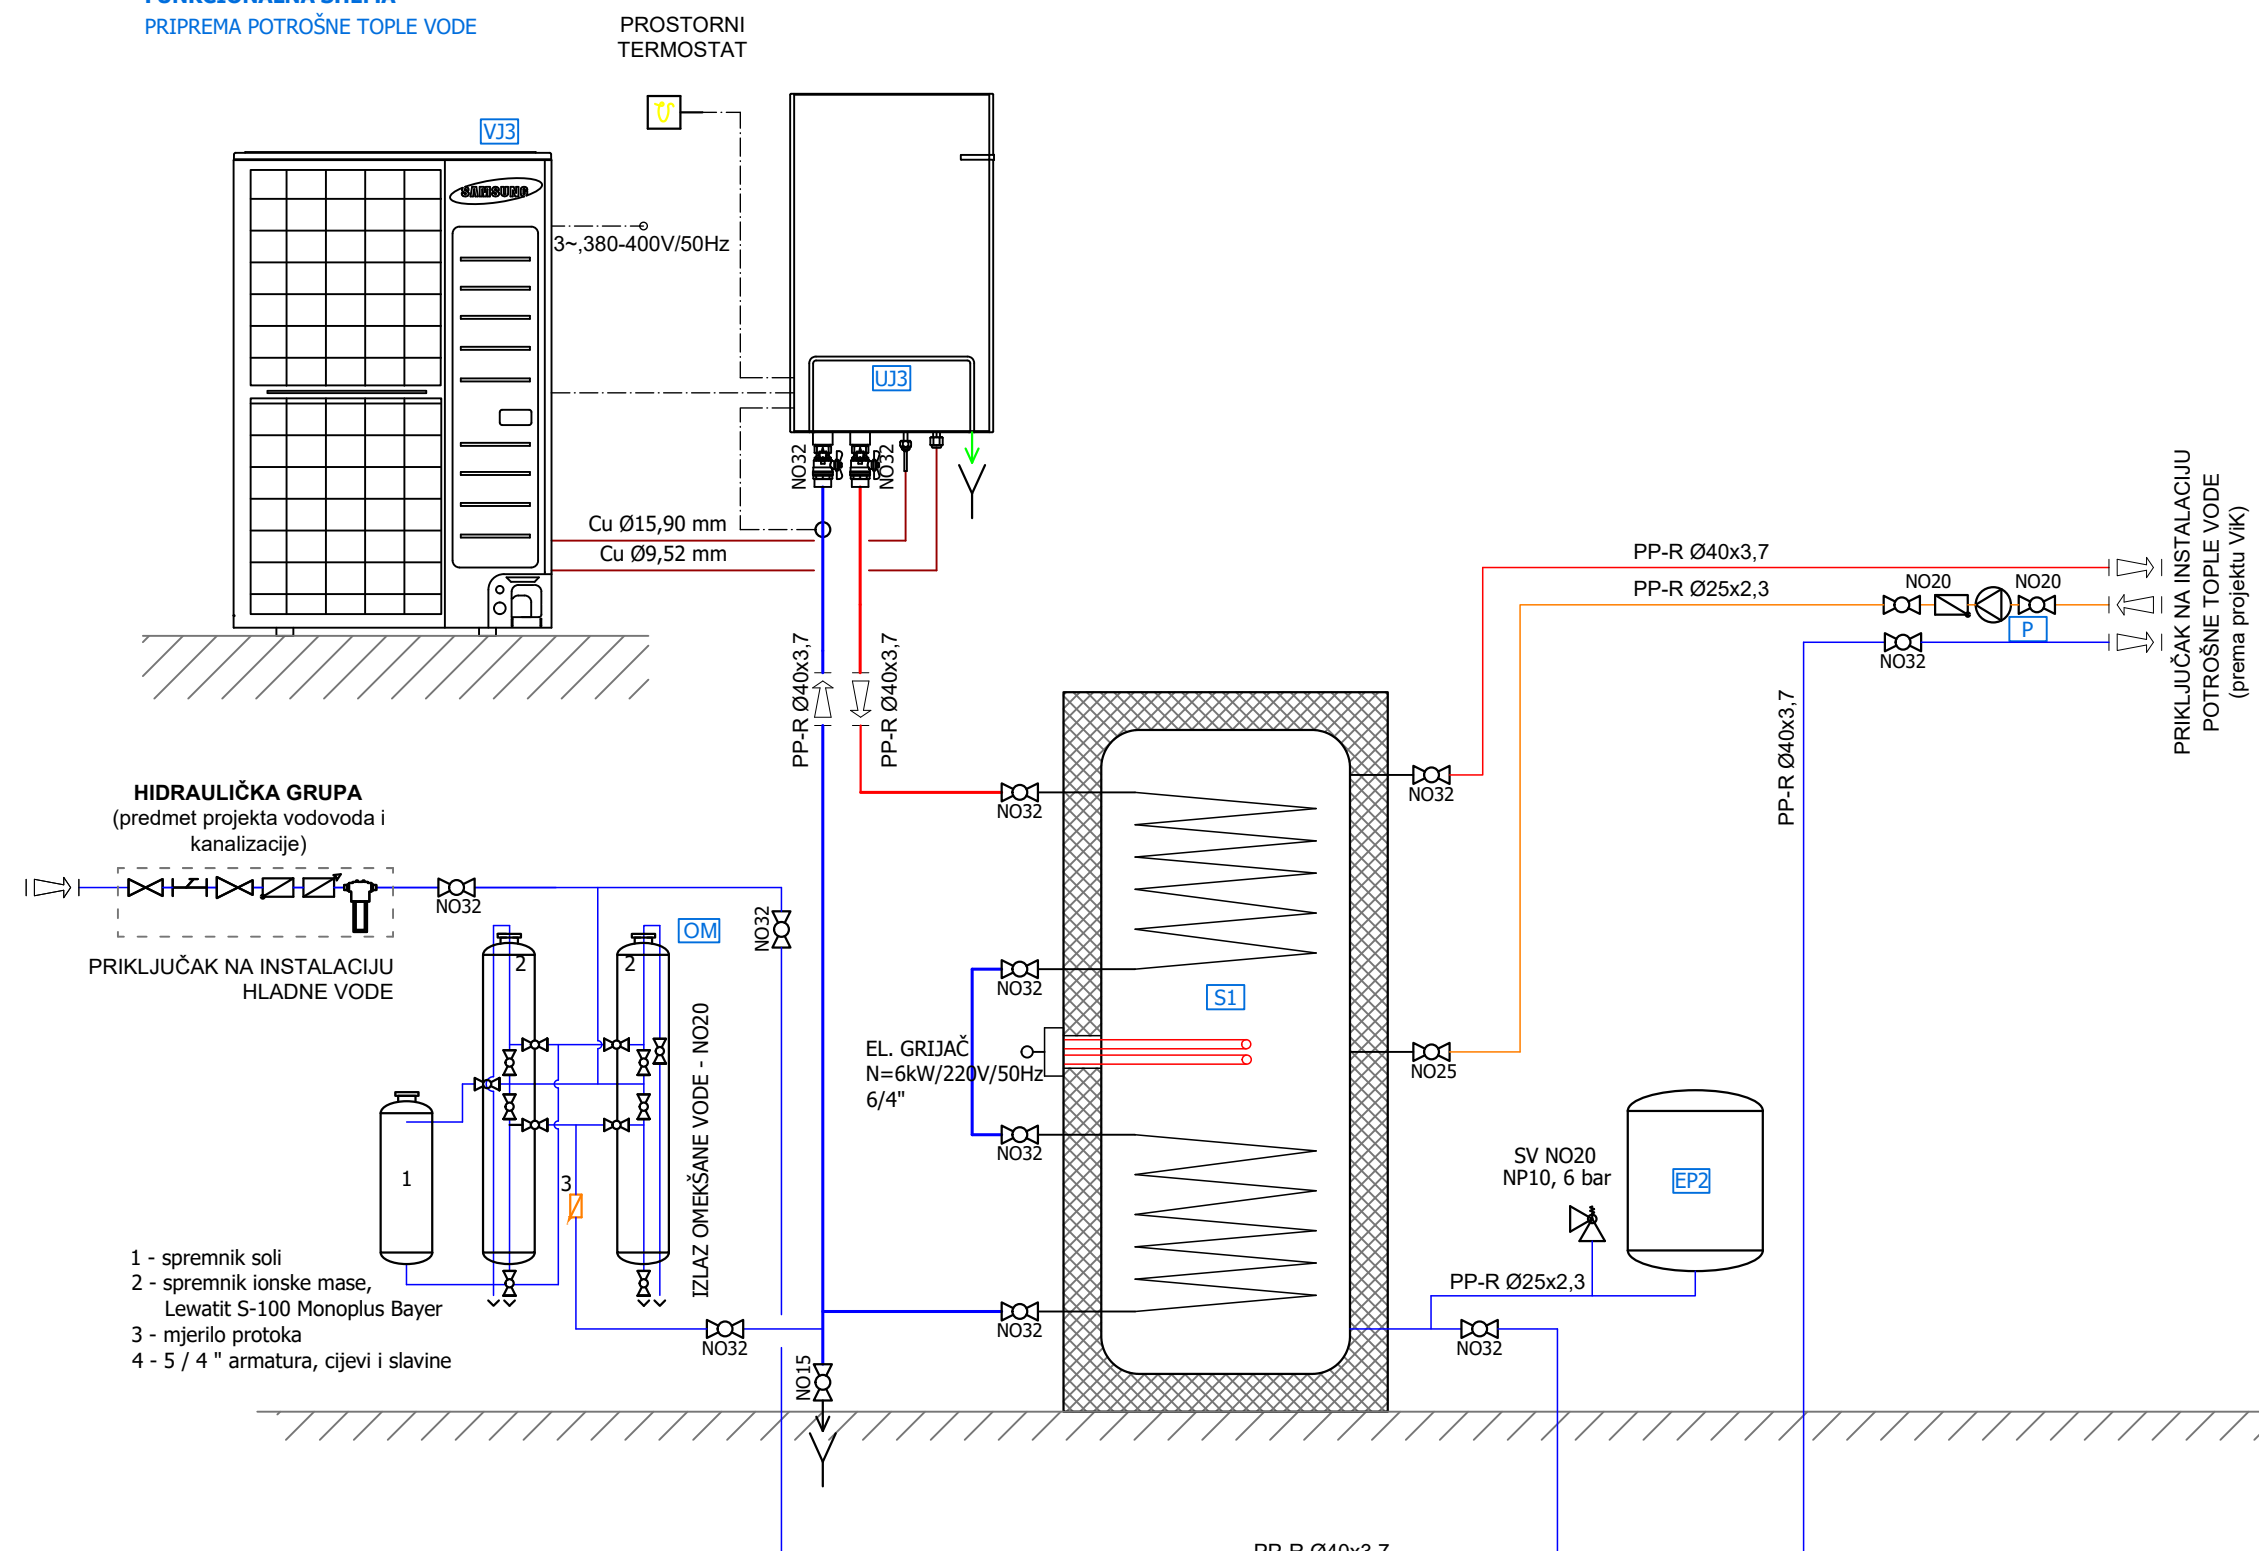 FUNKCIONALNA SHEMA
PRIPREMA POTROŠNE TOPLE VODE
PROSTORNI
TERMOSTAT
VJ3
SAMSUNG
3~,380-400V/50Hz
UJ3
NO32
NO32
Cu Ø15,90 mm
Cu Ø9,52 mm
PP-R Ø40x3,7
PP-R Ø40x3,7
PP-R Ø40x3,7
PP-R Ø25x2,3
NO20
NO20
P
NO32
PP-R Ø40x3,7
PRIKLJUČAK NA INSTALACIJU
POTROŠNE TOPLE VODE
(prema projektu ViK)
HIDRAULIČKA GRUPA
(predmet projekta vodovoda i
kanalizacije)
NO32
NO32
PRIKLJUČAK NA INSTALACIJU
HLADNE VODE
OM
2
2
1
3
IZLAZ OMEKŠANE VODE - NO20
1 - spremnik soli
2 - spremnik ionske mase,
Lewatit S-100 Monoplus Bayer
3 - mjerilo protoka
4 - 5 / 4 " armatura, cijevi i slavine
NO32
NO15
NO32
NO32
EL. GRIJAČ
N=6kW/220V/50Hz
6/4"
NO32
NO32
S1
NO32
NO25
SV NO20
NP10, 6 bar
EP2
PP-R Ø25x2,3
NO32
PP-R Ø40x3,7